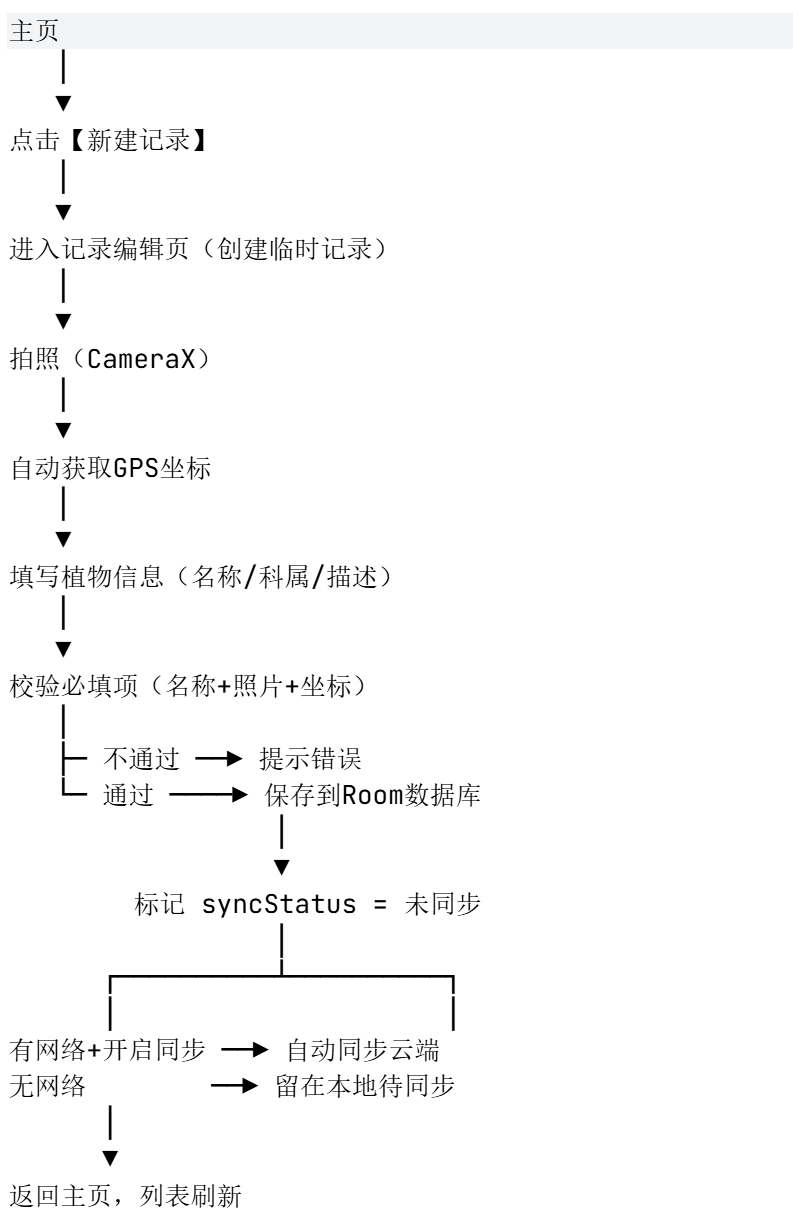 主页
点击【新建记录】
进入记录编辑页（创建临时记录）
拍照（CameraX）
自动获取GPS坐标
填写植物信息（名称/科属/描述）
校验必填项（名称+照片+坐标）
不通过 ──▶ 提示错误
通过 ───▶ 保存到Room数据库
标记 syncStatus = 未同步
有网络+开启同步 ──▶ 自动同步云端
无网络 ──▶ 留在本地待同步
返回主页，列表刷新